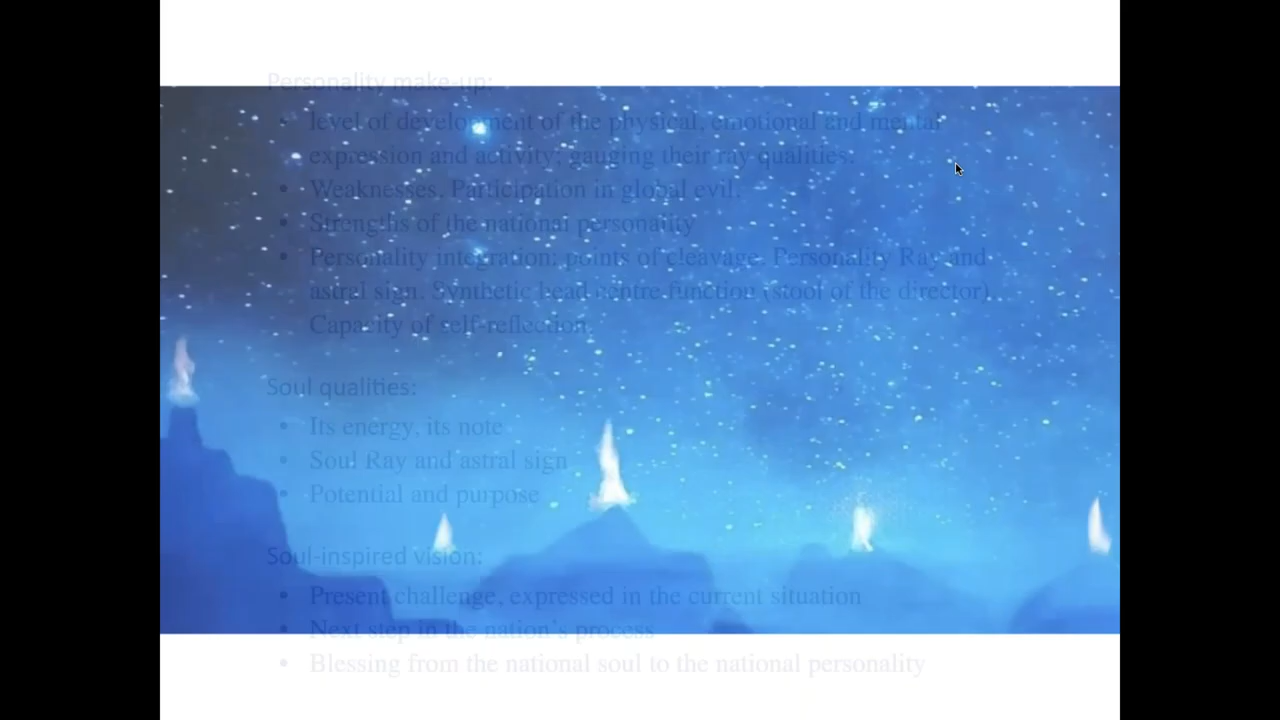 Personality make-up:
• level of development of the physical, emotional and mental
expression and activity; gauging their ray-qualities:
• Weaknesses. Participation in global evil.
• Strengths of the national personality
• Personality integration: points of cleavage. Personality Ray and
astral sign. Synthetic head centre function (stool of the director).
Capacity of self-reflection.
Soul qualities:
• Its energy, its note
• Soul Ray and astral sign
• Potential and purpose
Soul-inspired vision:
• Present challenge, expressed in the current situation
• Next step in the nation's process
• Blessing from the national soul to the national personality